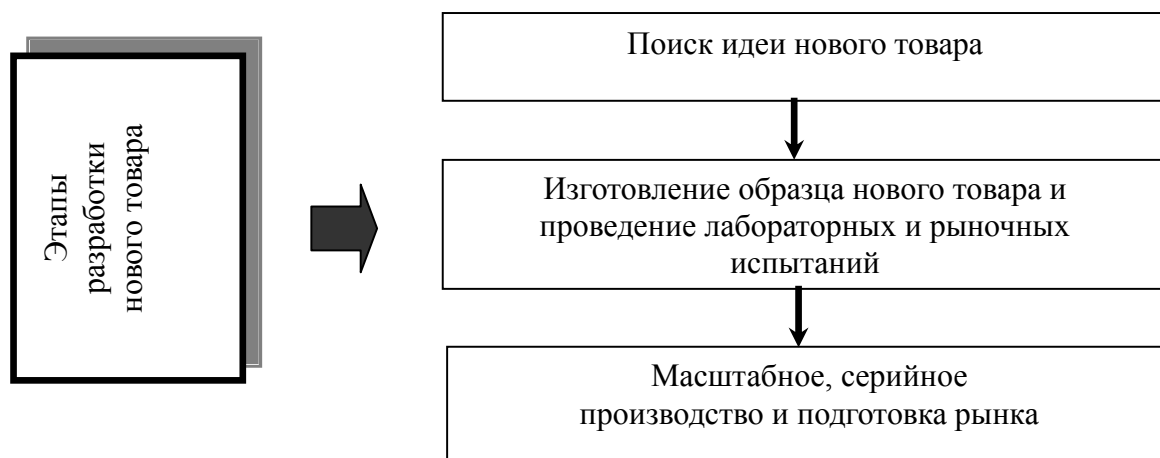 Этапы
разработки
нового товара
Поиск идеи нового товара
Изготовление образца нового товара и
проведение лабораторных и рыночных
испытаний
Масштабное, серийное
производство и подготовка рынка